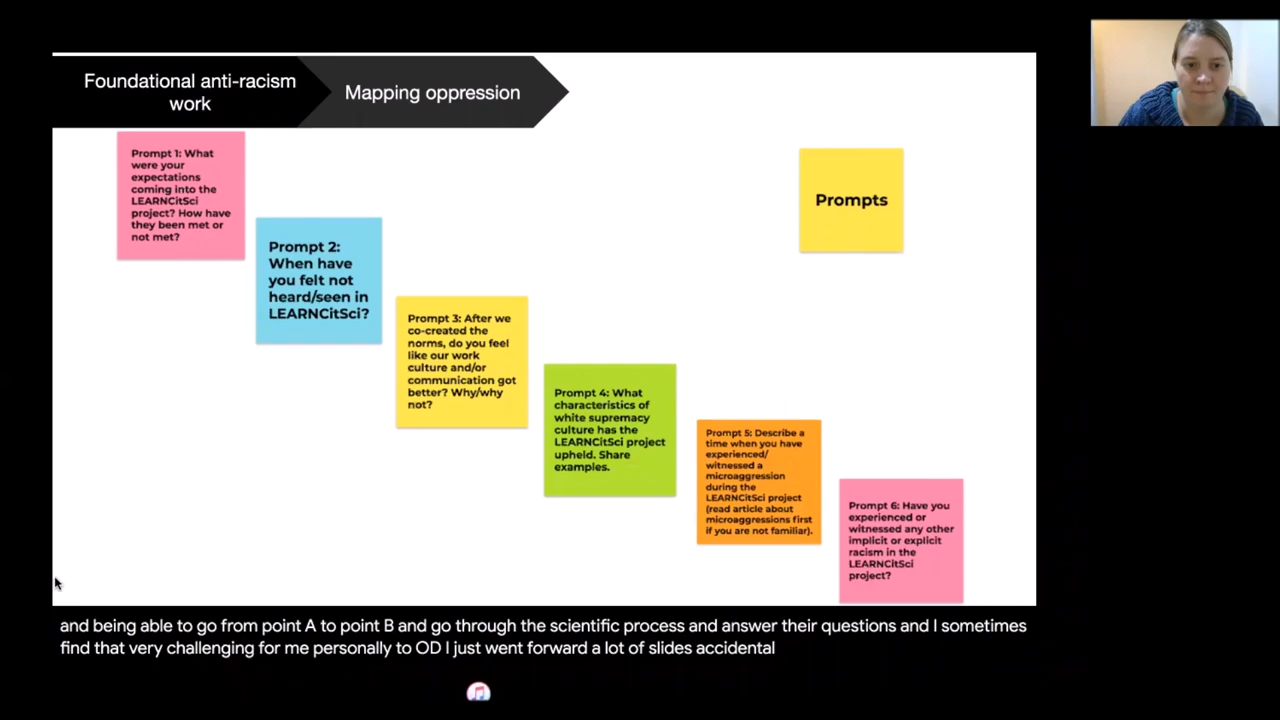 Foundational anti-racism
work
Mapping oppression
Prompt 1: What
were your
expectations
coming into the
LEARNCitSci
project? How have
they been met or
not met?
Prompt 2:
When have
you felt not
heard/seen in
LEARNCitSci?
Prompt 3: After we
co-created the
norms, do you feel
like our work
culture and/or
communication got
better? Why/why
not?
Prompt 4: What
characteristics of
white supremacy
culture has the
LEARNCitSci project
upheld. Share
examples.
Prompt 5: Describe a
time when you have
experienced/
witnessed a
microaggression
during the
LEARNCitSci project
(read article about
microaggressions first
if you are not familiar).
Prompt 6: Have you
experienced or
witnessed any other
implicit or explicit
racism in the
LEARNCitSci
project?
Prompts
and being able to go from point A to point B and go through the scientific process and answer their questions and I sometimes
find that very challenging for me personally to OD I just went forward a lot of slides accidental